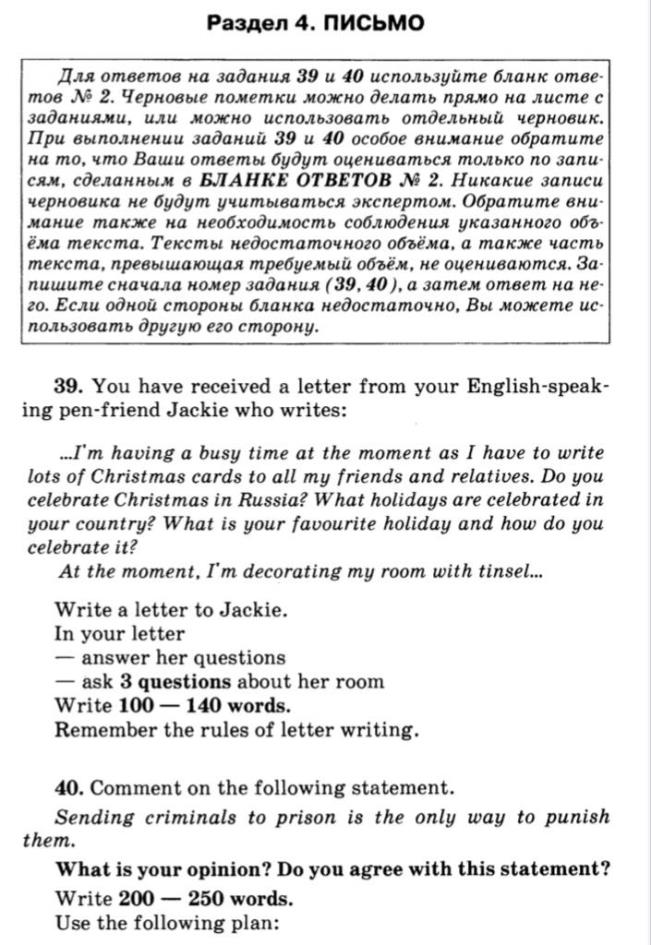 Раздел 4. ПИСЬМО
Для ответов на задания 39 и 40 используйте бланк отве-
тов № 2. Черновые пометки можно делать прямо на листе с
заданиями, или можно использовать отдельный черновик.
При выполнении заданий 39 и 40 особое внимание обратите
на то, что Ваши ответы будут оцениваться только по запи-
сям, сделанным в БЛАНКЕ ОТВЕТОВ № 2. Никакие записи
черновика не будут учитываться экспертом. Обратите вни-
мание также на необходимость соблюдения указанного объ-
ёма текста. Тексты недостаточного объёма, а также часть
текста, превышающая требуемый объём, не оцениваются. За-
пишите сначала номер задания (39, 40), а затем ответ на не-
го. Если одной стороны бланка недостаточно, Вы можете ис-
пользовать другую его сторону.
39. You have received a letter from your English-speak-
ing pen-friend Jackie who writes:
...I'm having a busy time at the moment as I have to write
lots of Christmas cards to all my friends and relatives. Do you
celebrate Christmas in Russia? What holidays are celebrated in
your country? What is your favourite holiday and how do you
celebrate it?
At the moment, I'm decorating my room with tinsel...
Write a letter to Jackie.
In your letter
— answer her questions
— ask 3 questions about her room
Write 100 — 140 words.
Remember the rules of letter writing.
40. Comment on the following statement.
Sending criminals to prison is the only way to punish
them.
What is your opinion? Do you agree with this statement?
Write 200 — 250 words.
Use the following plan: